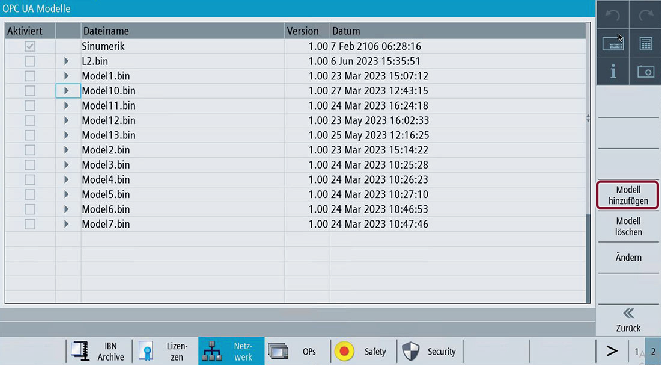 OPC UA Modelle
Aktiviert Dateiname Version Datum
Sinumerik 1.00 7 Feb 2106 06:28:16
L2.bin 1.00 6 Jun 2023 15:35:51
Model1.bin 1.00 23 Mar 2023 15:07:12
Model10.bin 1.00 27 Mar 2023 12:43:15
Model11.bin 1.00 24 Mar 2023 16:24:18
Model12.bin 1.00 23 May 2023 16:02:33
Model13.bin 1.00 25 May 2023 12:16:25
Model2.bin 1.00 23 Mar 2023 15:14:22
Model3.bin 1.00 24 Mar 2023 10:25:28
Model4.bin 1.00 24 Mar 2023 10:26:23
Model5.bin 1.00 24 Mar 2023 10:27:10
Model6.bin 1.00 24 Mar 2023 10:46:53
Model7.bin 1.00 24 Mar 2023 10:47:46
Modell
hinzufügen
Modell
löschen
Ändern
Zurück
IBN
Archive
Lizen-
zen
Netz-
werk
OPs
Safety
Security
1 2